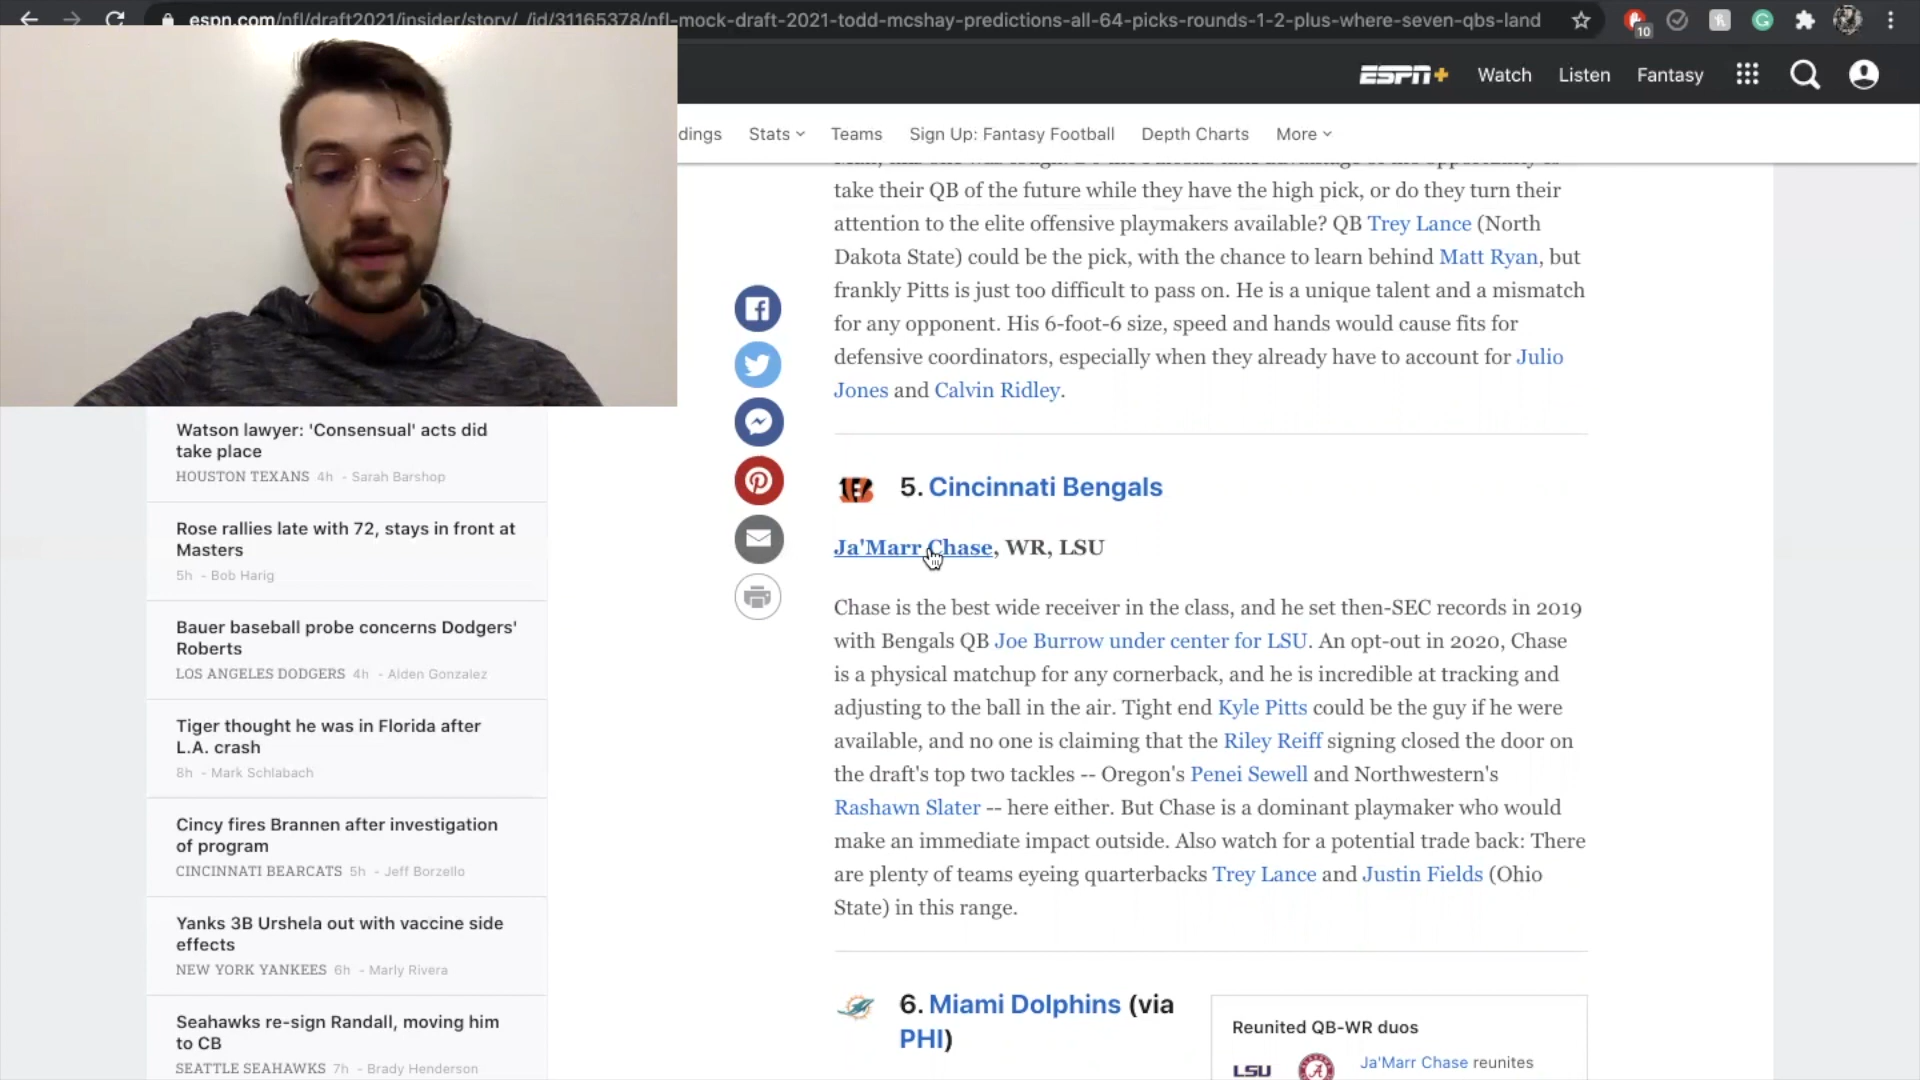 espn.com/nfl/draft2021/insider/story/_/id/31165378/nfl-mock-draft-2021-todd-mcshay-predictions-all-64-picks-rounds-1-2-plus-where-seven-qbs-land
10
ESPN+
Watch
Listen
Fantasy
dings
Stats
Teams
Sign Up: Fantasy Football
Depth Charts
More
take their QB of the future while they have the high pick, or do they turn their
attention to the elite offensive playmakers available? QB Trey Lance (North
Dakota State) could be the pick, with the chance to learn behind Matt Ryan, but
frankly Pitts is just too difficult to pass on. He is a unique talent and a mismatch
for any opponent. His 6-foot-6 size, speed and hands would cause fits for
defensive coordinators, especially when they already have to account for Julio
Jones and Calvin Ridley.
5. Cincinnati Bengals
Ja'Marr Chase, WR, LSU
Chase is the best wide receiver in the class, and he set then-SEC records in 2019
with Bengals QB Joe Burrow under center for LSU. An opt-out in 2020, Chase
is a physical matchup for any cornerback, and he is incredible at tracking and
adjusting to the ball in the air. Tight end Kyle Pitts could be the guy if he were
available, and no one is claiming that the Riley Reiff signing closed the door on
the draft's top two tackles -- Oregon's Penei Sewell and Northwestern's
Rashawn Slater -- here either. But Chase is a dominant playmaker who would
make an immediate impact outside. Also watch for a potential trade back: There
are plenty of teams eyeing quarterbacks Trey Lance and Justin Fields (Ohio
State) in this range.
6. Miami Dolphins (via
PHI)
Reunited QB-WR duos
LSU
Ja'Marr Chase reunites
Watson lawyer: 'Consensual' acts did
take place
HOUSTON TEXANS 4h - Sarah Barshop
Rose rallies late with 72, stays in front at
Masters
5h - Bob Harig
Bauer baseball probe concerns Dodgers'
Roberts
LOS ANGELES DODGERS 4h - Alden Gonzalez
Tiger thought he was in Florida after
L.A. crash
8h - Mark Schlabach
Cincy fires Brannen after investigation
of program
CINCINNATI BEARCATS 5h - Jeff Borzello
Yanks 3B Urshela out with vaccine side
effects
NEW YORK YANKEES 6h - Marly Rivera
Seahawks re-sign Randall, moving him
to CB
SEATTLE SEAHAWKS 7h - Brady Henderson